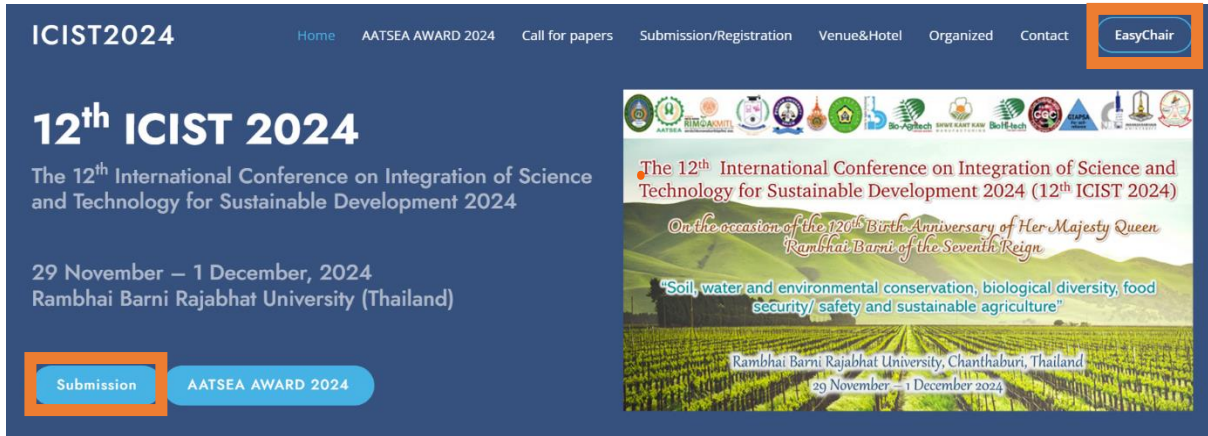 ICIST2024
Home AATSEA AWARD 2024 Call for papers Submission/Registration Venue&Hotel Organized Contact EasyChair
12th ICIST 2024
The 12th International Conference on Integration of Science
and Technology for Sustainable Development 2024
29 November – 1 December, 2024
Rambhai Barni Rajabhat University (Thailand)
Submission AATSEA AWARD 2024
AATSEA Bio-Agritech SHWE KANT KAW MANUFACTURING
The 12th International Conference on Integration of Science and
Technology for Sustainable Development 2024 (12th ICIST 2024)
On the occasion of the 120th Birth Anniversary of Her Majesty Queen
Rambhai Barni of the Seventh Reign
"Soil, water and environmental conservation, biological diversity, food
security/ safety and sustainable agriculture"
Rambhai Barni Rajabhat University, Chanthaburi, Thailand
29 November – 1 December 2024